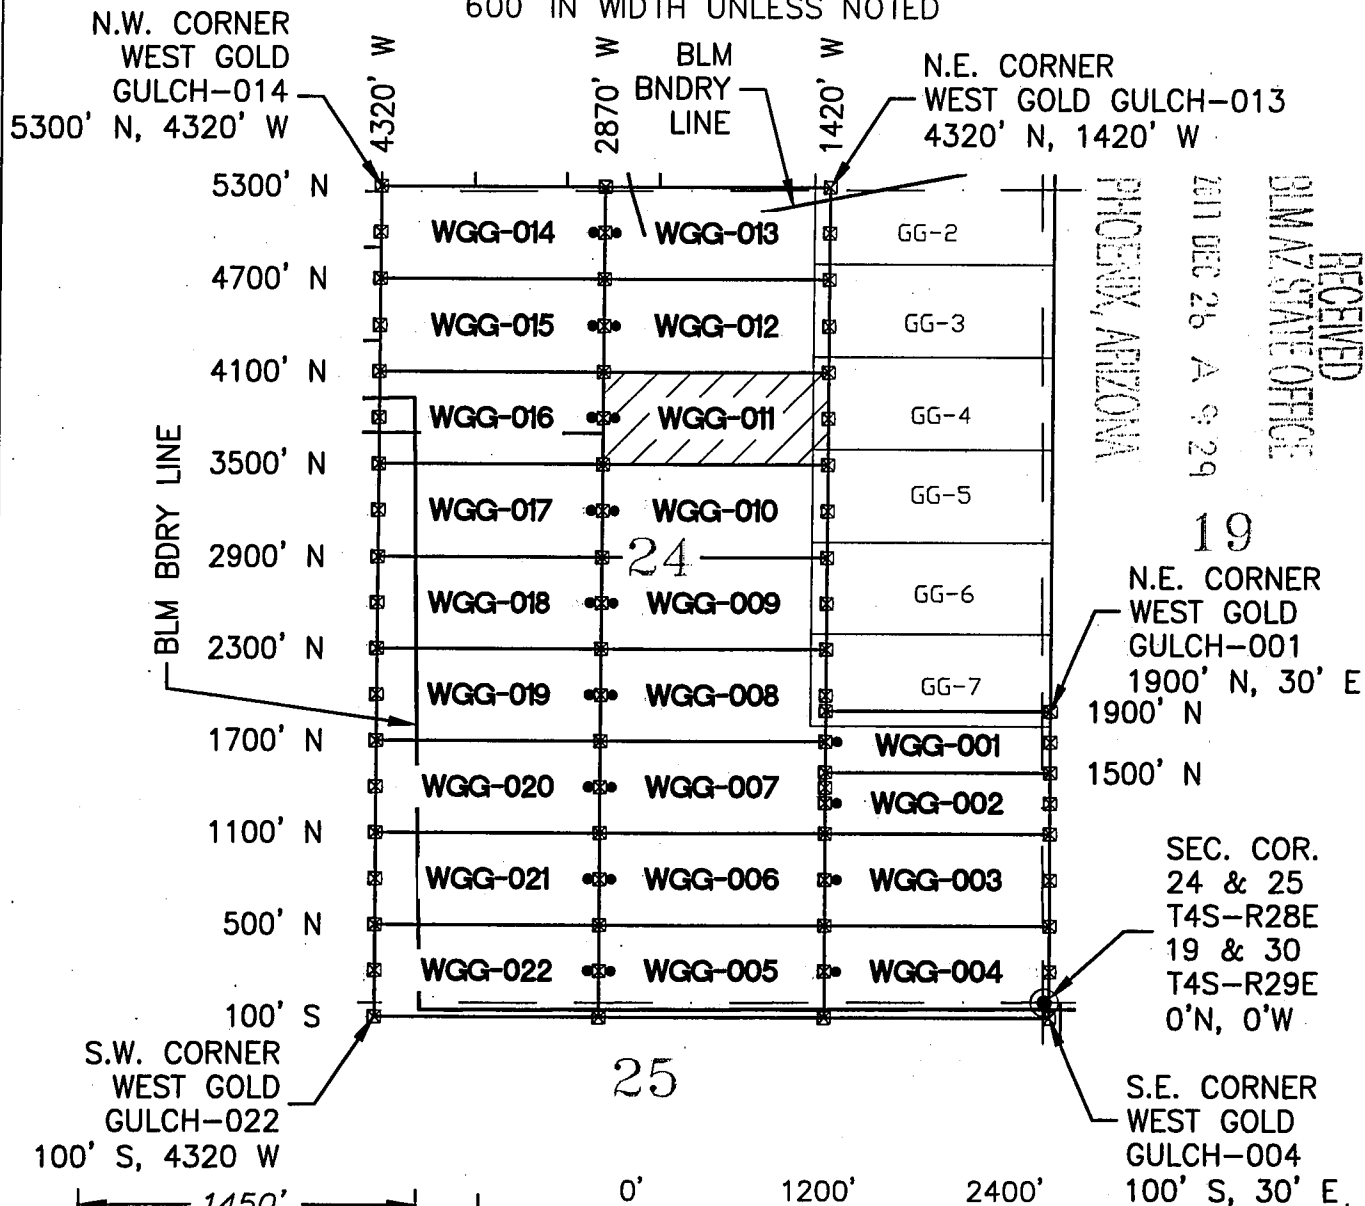 600' IN WIDTH UNLESS NOTED
N.W. CORNER
WEST GOLD
GULCH-014
5300' N, 4320' W
4320' W
2870' W
1420' W
BLM
BNDRY
LINE
N.E. CORNER
WEST GOLD GULCH-013
4320' N, 1420' W
RECEIVED
BLM AZ STATE OFFICE
2011 DEC 26 A 9:29
PHOENIX, ARIZONA
5300' N
WGG-014
WGG-013
GG-2
4700' N
WGG-015
WGG-012
GG-3
4100' N
WGG-016
WGG-011
GG-4
3500' N
WGG-017
WGG-010
GG-5
19
2900' N
24
WGG-018
WGG-009
GG-6
BLM BDRY LINE
N.E. CORNER
WEST GOLD
GULCH-001
1900' N, 30' E
2300' N
WGG-019
WGG-008
GG-7
1900' N
1700' N
WGG-001
1500' N
WGG-020
WGG-007
WGG-002
1100' N
WGG-021
WGG-006
WGG-003
SEC. COR.
24 & 25
T4S-R28E
19 & 30
T4S-R29E
0'N, 0'W
500' N
WGG-022
WGG-005
WGG-004
100' S
S.W. CORNER
WEST GOLD
GULCH-022
100' S, 4320 W
25
S.E. CORNER
WEST GOLD
GULCH-004
100' S, 30' E.
1450'
0'
1200'
2400'